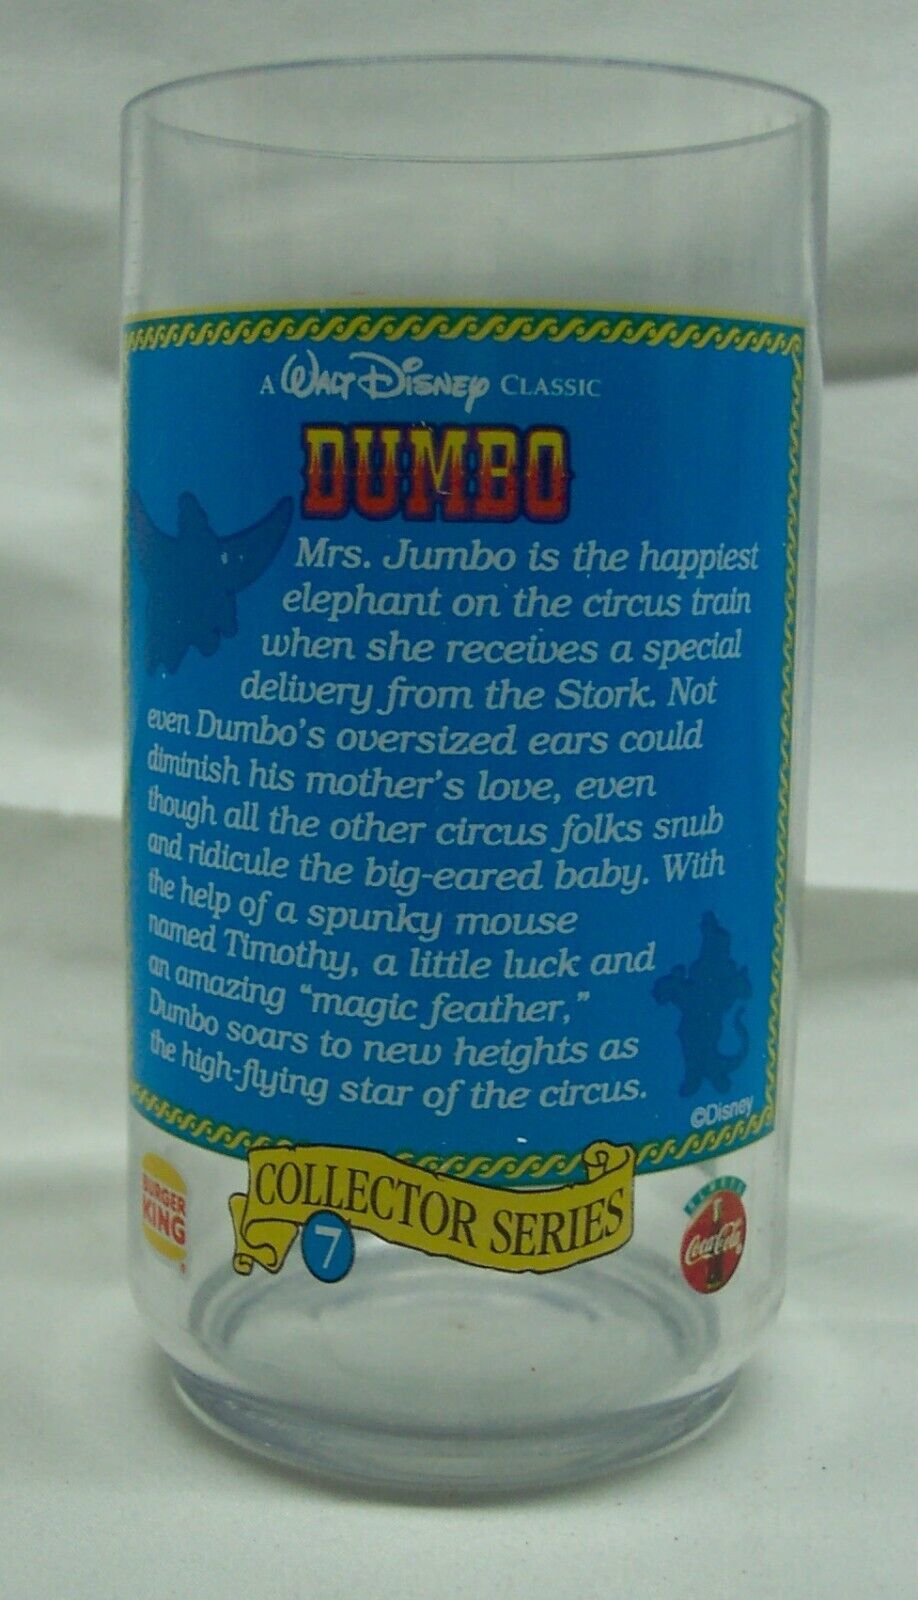 A WALT DISNEY CLASSIC
DUMBO
Mrs. Jumbo is the happiest
elephant on the circus train
when she receives a special
delivery from the Stork. Not
even Dumbo's oversized ears could
diminish his mother's love, even
though all the other circus folks snub
and ridicule the big-eared baby. With
the help of a spunky mouse
named Timothy, a little luck and
an amazing “magic feather,”
Dumbo soars to new heights as
the high-flying star of the circus.
©Disney
BURGER
KING
COLLECTOR SERIES
7
ALWAYS
Coca-Cola